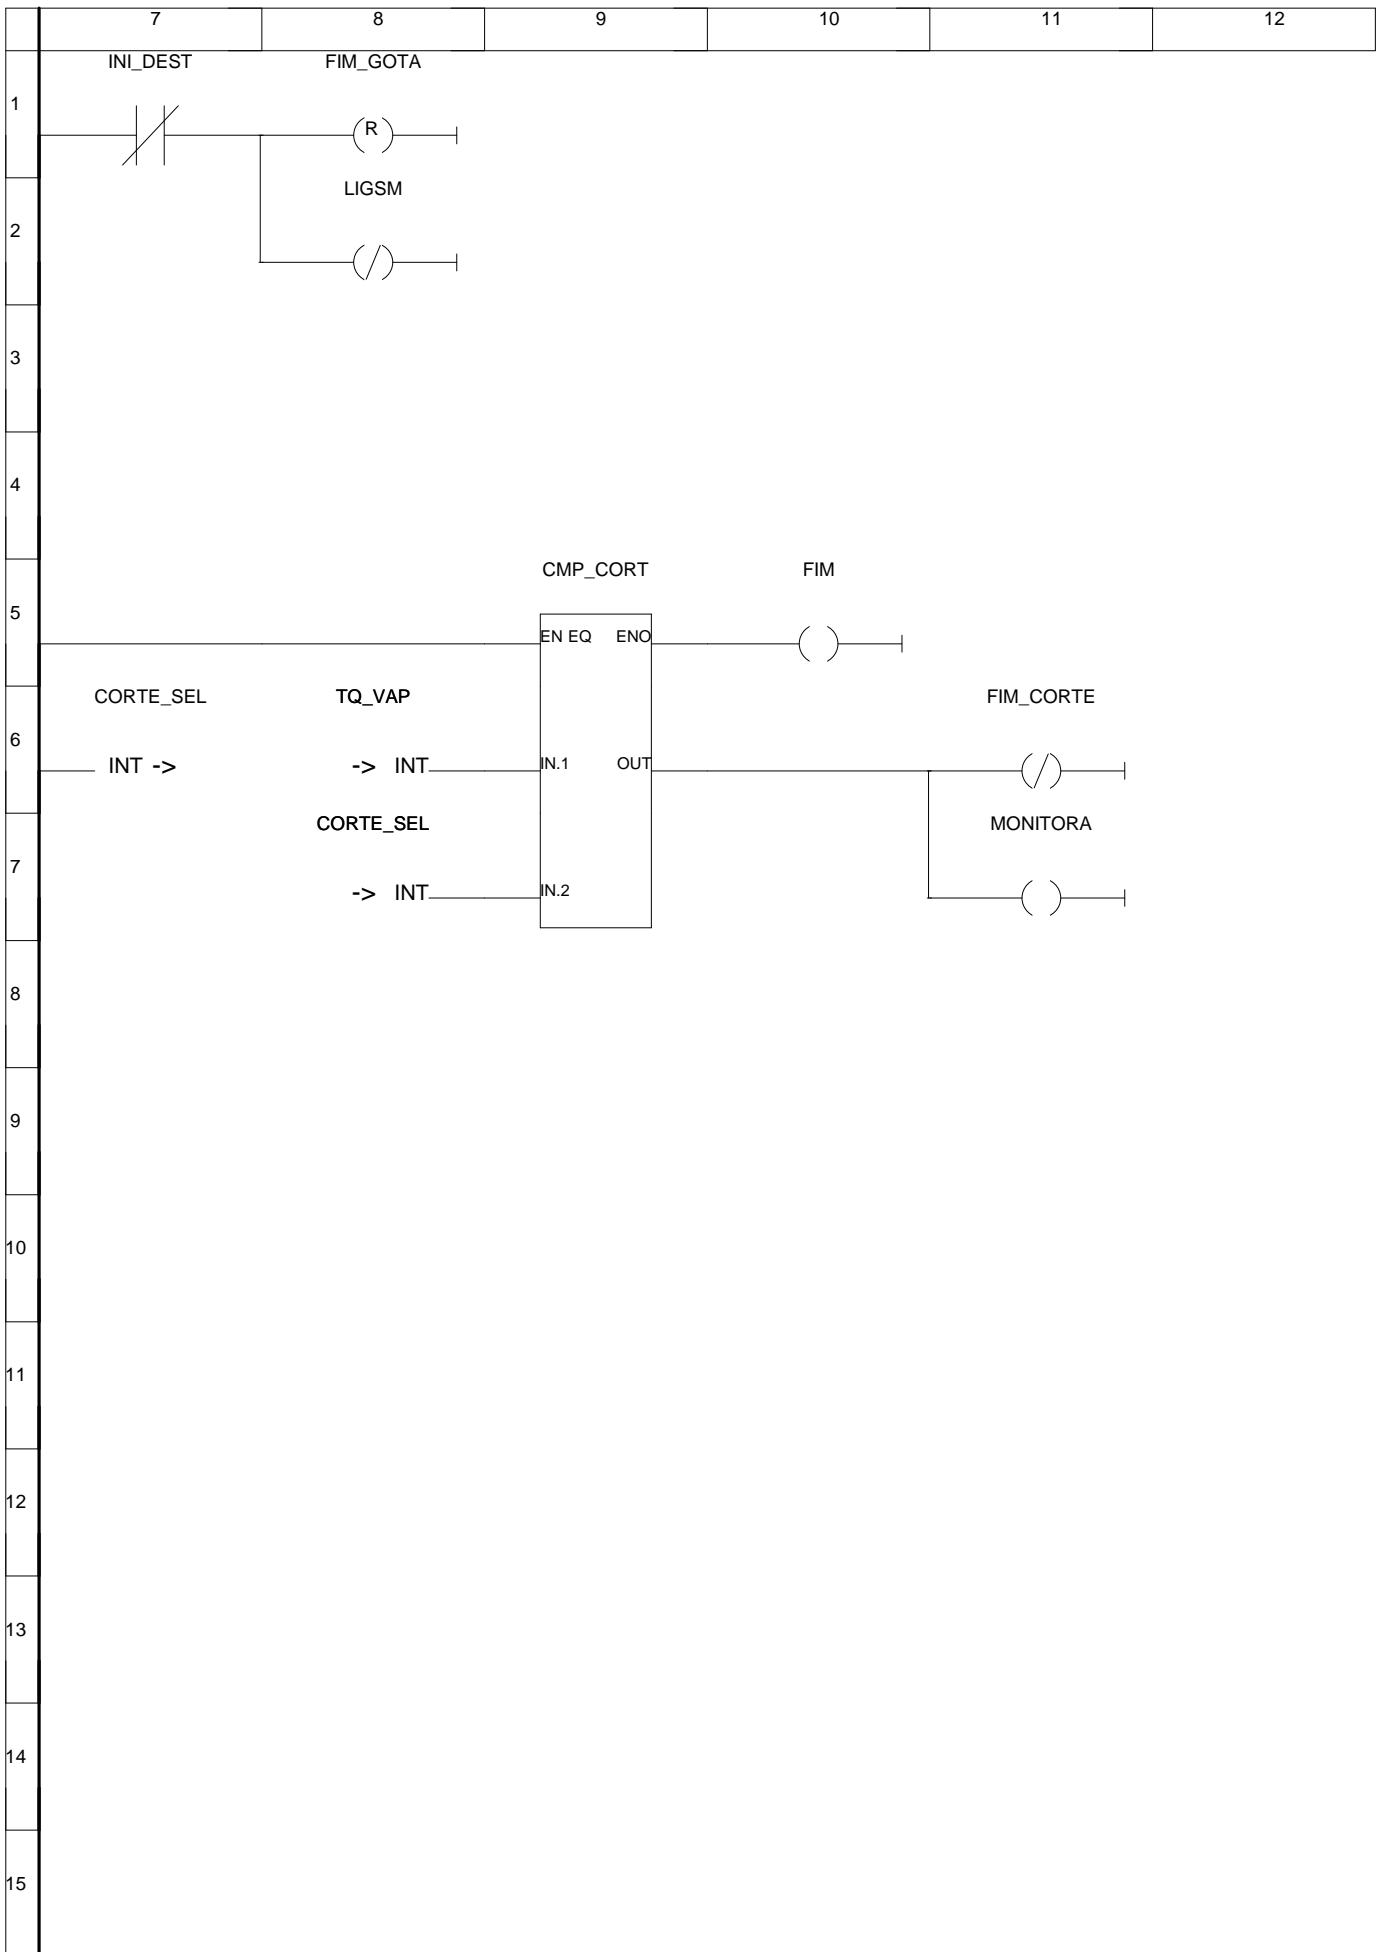 7 8 9 10 11 12
INI_DEST FIM_GOTA
1
R
LIGSM
2
3
4
CMP_CORT FIM
5
EN EQ ENO
CORTE_SEL TQ_VAP FIM_CORTE
6
INT -> -> INT IN.1 OUT
CORTE_SEL MONITORA
7
-> INT IN.2
8
9
10
11
12
13
14
15